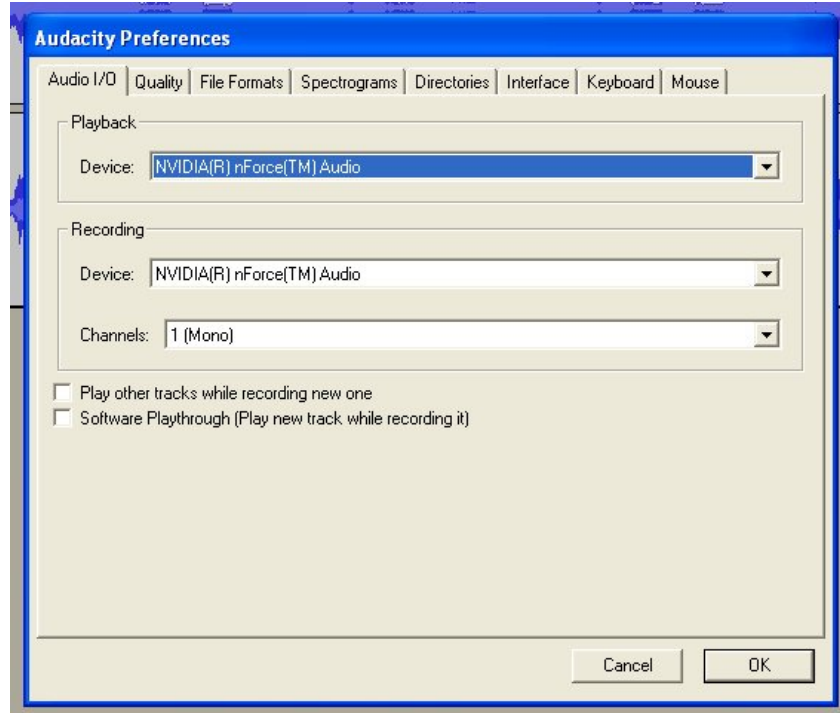 Audacity Preferences
Audio I/O Quality File Formats Spectrograms Directories Interface Keyboard Mouse
Playback
Device: NVIDIA(R) nForce(TM) Audio
Recording
Device: NVIDIA(R) nForce(TM) Audio
Channels: 1 (Mono)
Play other tracks while recording new one
Software Playthrough (Play new track while recording it)
Cancel OK